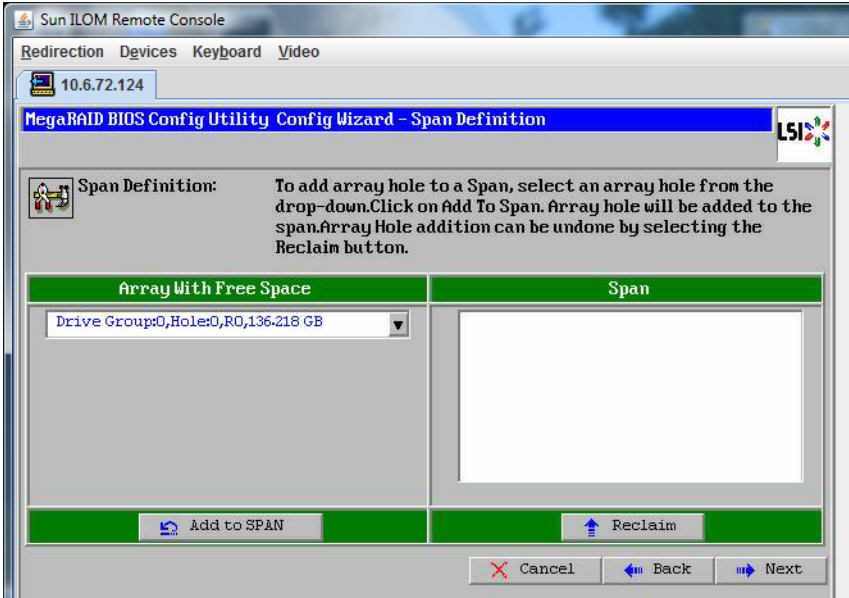 Sun ILOM Remote Console
Redirection Devices Keyboard Video
10.6.72.124
MegaRAID BIOS Config Utility Config Wizard – Span Definition
LSI
Span Definition:
To add array hole to a Span, select an array hole from the
drop-down.Click on Add To Span. Array hole will be added to the
span.Array Hole addition can be undone by selecting the
Reclaim button.
Array With Free Space
Span
Drive Group:0,Hole:0,R0,136.218 GB
Add to SPAN
Reclaim
Cancel
Back
Next